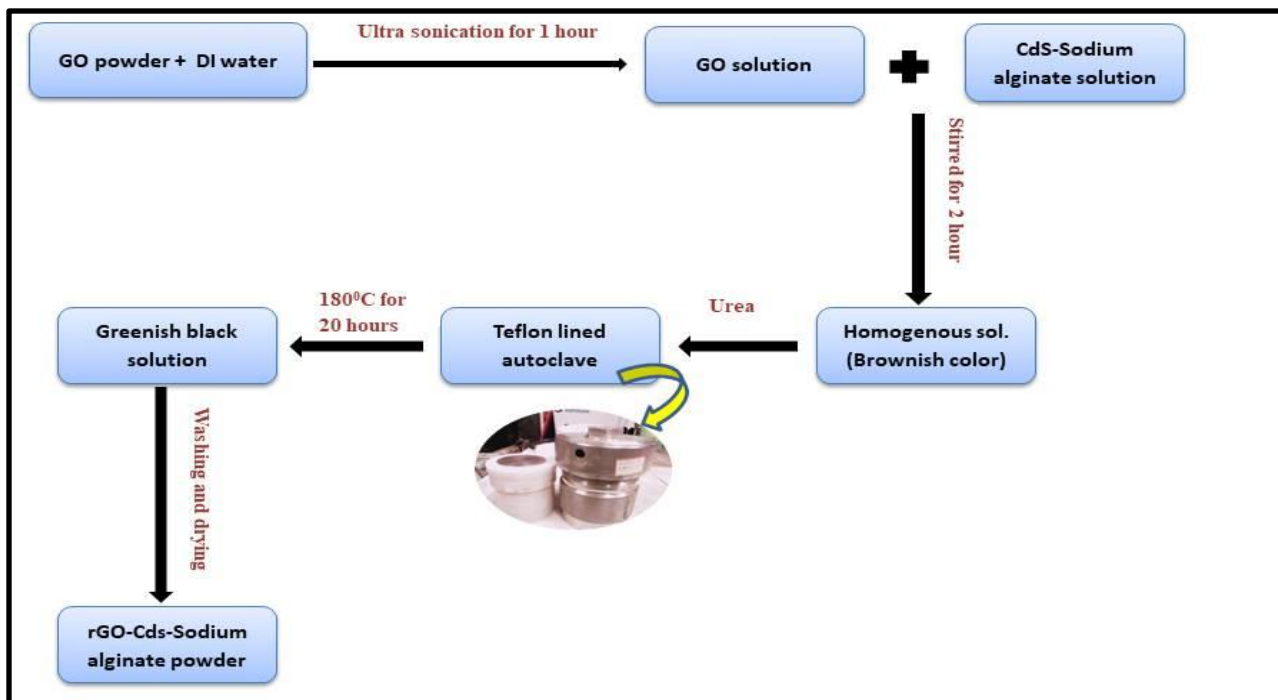 Ultra sonication for 1 hour
GO powder + DI water
GO solution
CdS-Sodium
alginate solution
Stirred for 2 hour
Homogenous sol.
(Brownish color)
Urea
Teflon lined
autoclave
180⁰C for
20 hours
Greenish black
solution
Washing and drying
rGO-Cds-Sodium
alginate powder